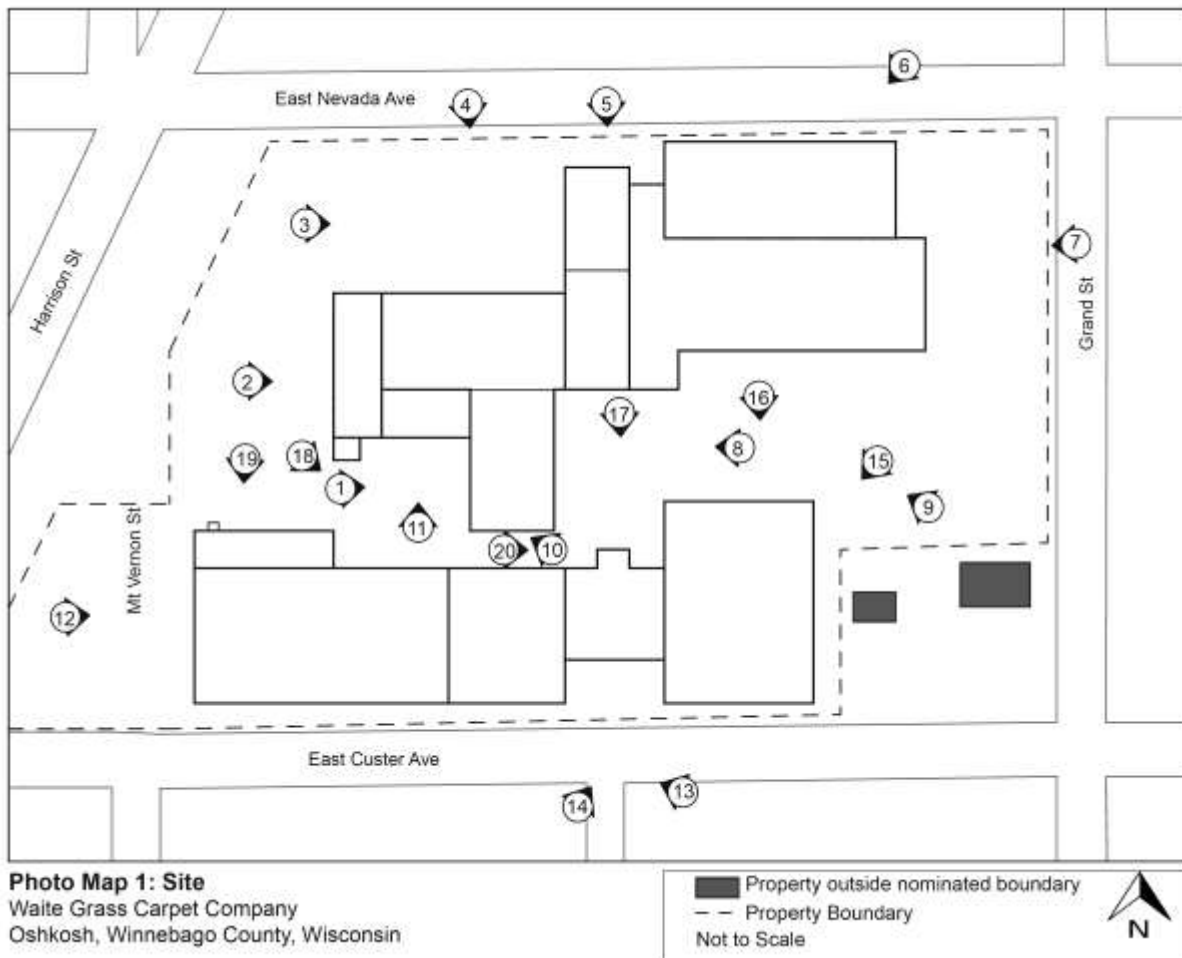 6
East Nevada Ave
4
5
3
7
Harrison St
Grand St
2
16
17
8
19
18
15
1
9
11
Mt Vernon St
20
10
12
East Custer Ave
14
13
Photo Map 1: Site
Waite Grass Carpet Company
Oshkosh, Winnebago County, Wisconsin
Property outside nominated boundary
Property Boundary
Not to Scale
N